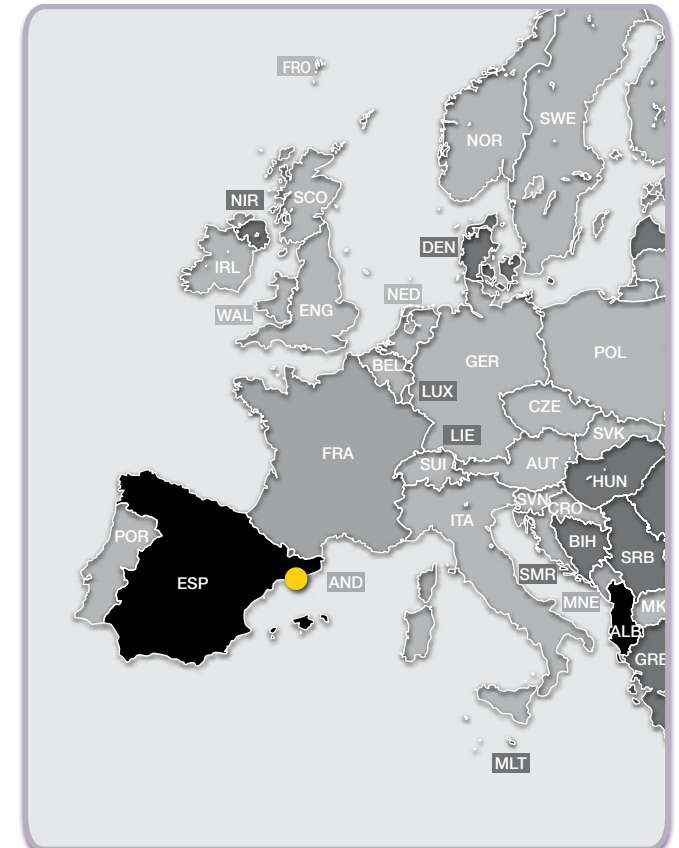 FRO
SWE
NOR
SCO
NIR
DEN
IRL
NED
WAL
ENG
POL
GER
BEL
LUX
CZE
LIE
SVK
FRA
SUI
AUT
HUN
SVN
CRO
ITA
POR
BIH
SRB
SMR
AND
ESP
MNE
MK
ALB
GRE
MLT